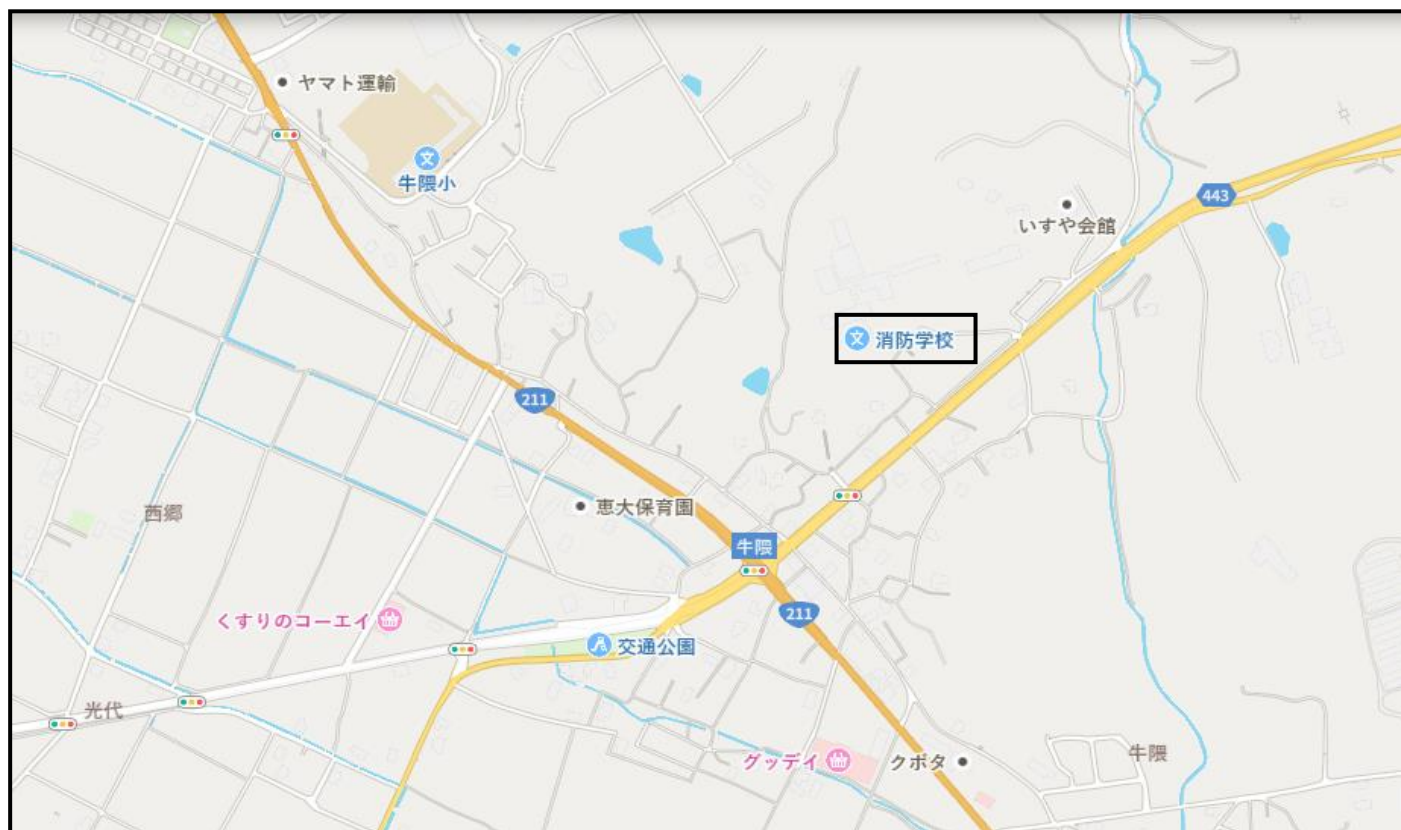 ヤマト運輸
牛隈小
443
いすや会館
消防学校
211
恵大保育園
西郷
牛隈
211
くすりのコーエイ
交通公園
光代
グッデイ
クボタ
牛隈